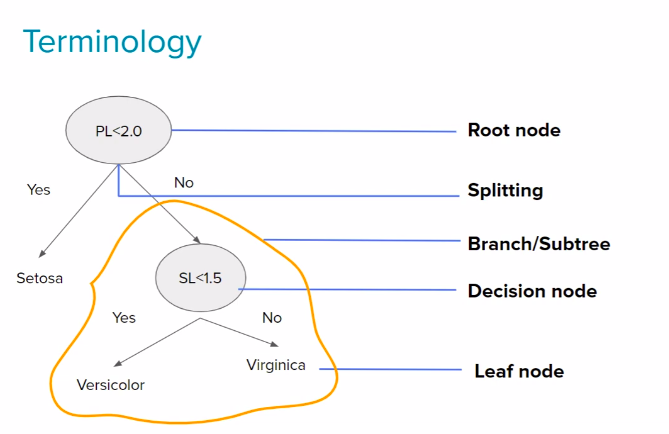 Terminology
PL<2.0
Root node
Yes
No
Splitting
Branch/Subtree
Setosa
SL<1.5
Decision node
Yes
No
Virginica
Leaf node
Versicolor